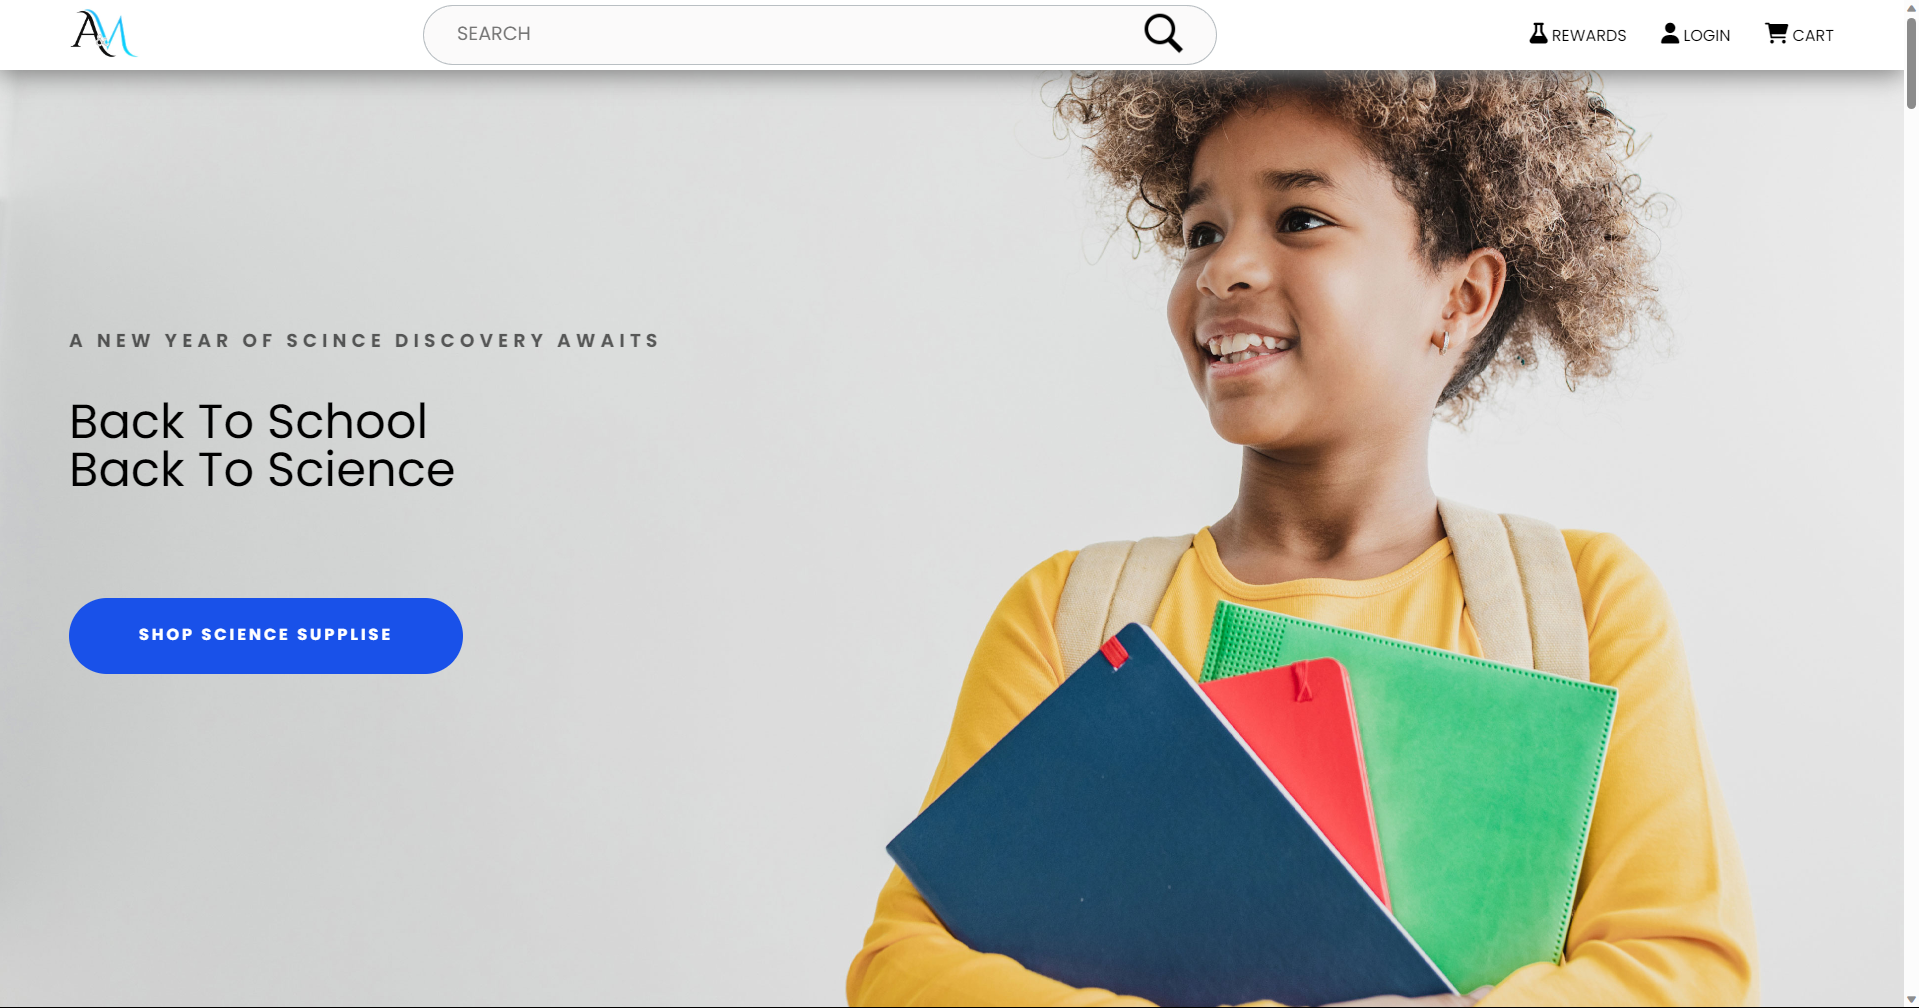 AM
SEARCH
REWARDS
LOGIN
CART
A NEW YEAR OF SCINCE DISCOVERY AWAITS
Back To School
Back To Science
SHOP SCIENCE SUPPLISE